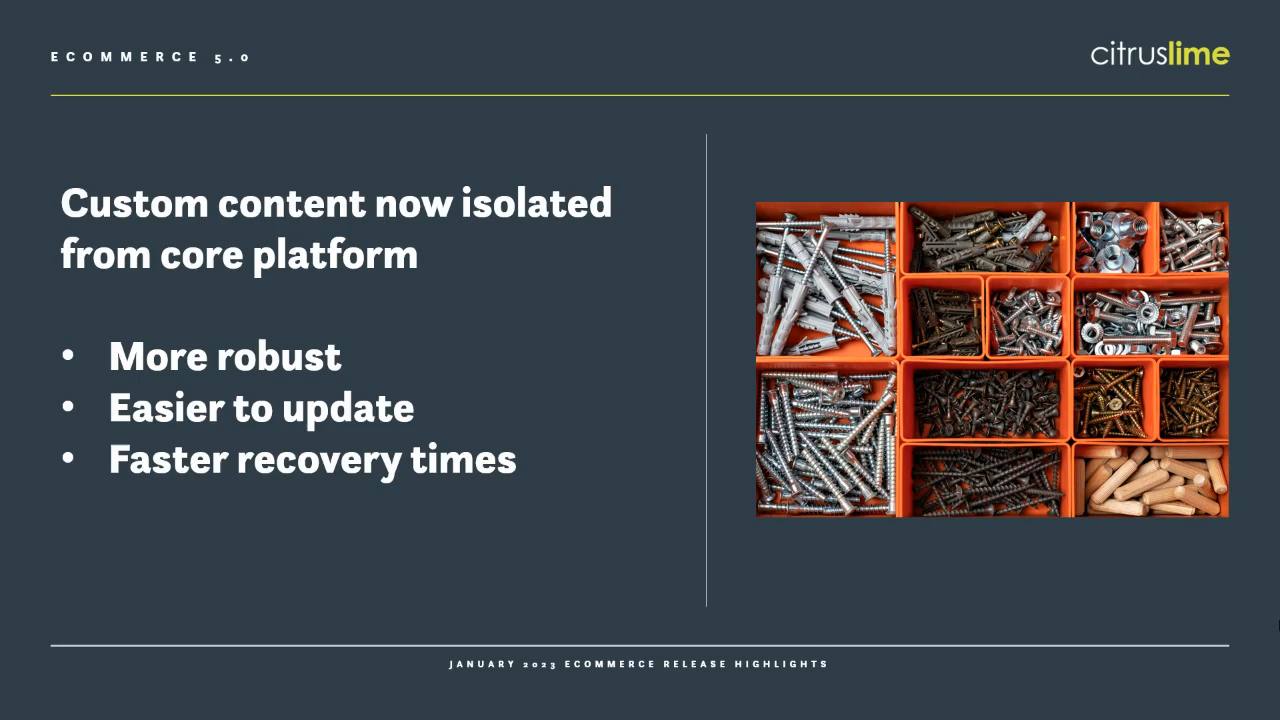 ECOMMERCE 5.0
citruslime
Custom content now isolated
from core platform
• More robust
• Easier to update
• Faster recovery times
JANUARY 2023 ECOMMERCE RELEASE HIGHLIGHTS